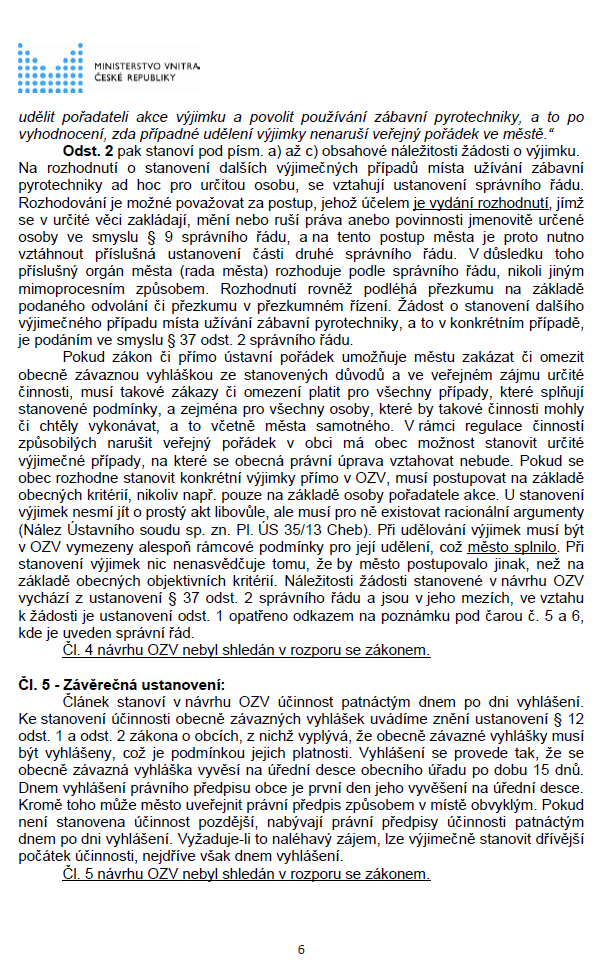 MINISTERSTVO VNITRA
ČESKÉ REPUBLIKY
udělit pořadateli akce výjimku a povolit používání zábavní pyrotechniky, a to po
vyhodnocení, zda případné udělení výjimky nenaruší veřejný pořádek ve městě.“
Odst. 2 pak stanoví pod písm. a) až c) obsahové náležitosti žádosti o výjimku.
Na rozhodnutí o stanovení dalších výjimečných případů místa užívání zábavní
pyrotechniky ad hoc pro určitou osobu, se vztahují ustanovení správního řádu.
Rozhodování je možné považovat za postup, jehož účelem je vydání rozhodnutí, jímž
se v určité věci zakládají, mění nebo ruší práva anebo povinnosti jmenovitě určené
osoby ve smyslu § 9 správního řádu, a na tento postup města je proto nutno
vztáhnout příslušná ustanovení části druhé správního řádu. V důsledku toho
příslušný orgán města (rada města) rozhoduje podle správního řádu, nikoli jiným
mimoprocesním způsobem. Rozhodnutí rovněž podléhá přezkumu na základě
podaného odvolání či přezkumu v přezkumném řízení. Žádost o stanovení dalšího
výjimečného případu místa užívání zábavní pyrotechniky, a to v konkrétním případě,
je podáním ve smyslu § 37 odst. 2 správního řádu.
Pokud zákon či přímo ústavní pořádek umožňuje městu zakázat či omezit
obecně závaznou vyhláškou ze stanovených důvodů a ve veřejném zájmu určité
činnosti, musí takové zákazy či omezení platit pro všechny případy, které splňují
stanovené podmínky, a zejména pro všechny osoby, které by takové činnosti mohly
či chtěly vykonávat, a to včetně města samotného. V rámci regulace činností
způsobilých narušit veřejný pořádek v obci má obec možnost stanovit určité
výjimečné případy, na které se obecná právní úprava vztahovat nebude. Pokud se
obec rozhodne stanovit konkrétní výjimky přímo v OZV, musí postupovat na základě
obecných kritérií, nikoliv např. pouze na základě osoby pořadatele akce. U stanovení
výjimek nesmí jít o prostý akt libovůle, ale musí pro ně existovat racionální argumenty
(Nález Ústavního soudu sp. zn. Pl. ÚS 35/13 Cheb). Při udělování výjimek musí být
v OZV vymezeny alespoň rámcové podmínky pro její udělení, což město splnilo. Při
stanovení výjimek nic nenasvědčuje tomu, že by město postupovalo jinak, než na
základě obecných objektivních kritérií. Náležitosti žádosti stanovené v návrhu OZV
vychází z ustanovení § 37 odst. 2 správního řádu a jsou v jeho mezích, ve vztahu
k žádosti je ustanovení odst. 1 opatřeno odkazem na poznámku pod čarou č. 5 a 6,
kde je uveden správní řád.
Čl. 4 návrhu OZV nebyl shledán v rozporu se zákonem.
Čl. 5 - Závěrečná ustanovení:
Článek stanoví v návrhu OZV účinnost patnáctým dnem po dni vyhlášení.
Ke stanovení účinnosti obecně závazných vyhlášek uvádíme znění ustanovení § 12
odst. 1 a odst. 2 zákona o obcích, z nichž vyplývá, že obecně závazné vyhlášky musí
být vyhlášeny, což je podmínkou jejich platnosti. Vyhlášení se provede tak, že se
obecně závazná vyhláška vyvěsí na úřední desce obecního úřadu po dobu 15 dnů.
Dnem vyhlášení právního předpisu obce je první den jeho vyvěšení na úřední desce.
Kromě toho může město uveřejnit právní předpis způsobem v místě obvyklým. Pokud
není stanovena účinnost pozdější, nabývají právní předpisy účinnosti patnáctým
dnem po dni vyhlášení. Vyžaduje-li to naléhavý zájem, lze výjimečně stanovit dřívější
počátek účinnosti, nejdříve však dnem vyhlášení.
Čl. 5 návrhu OZV nebyl shledán v rozporu se zákonem.
6